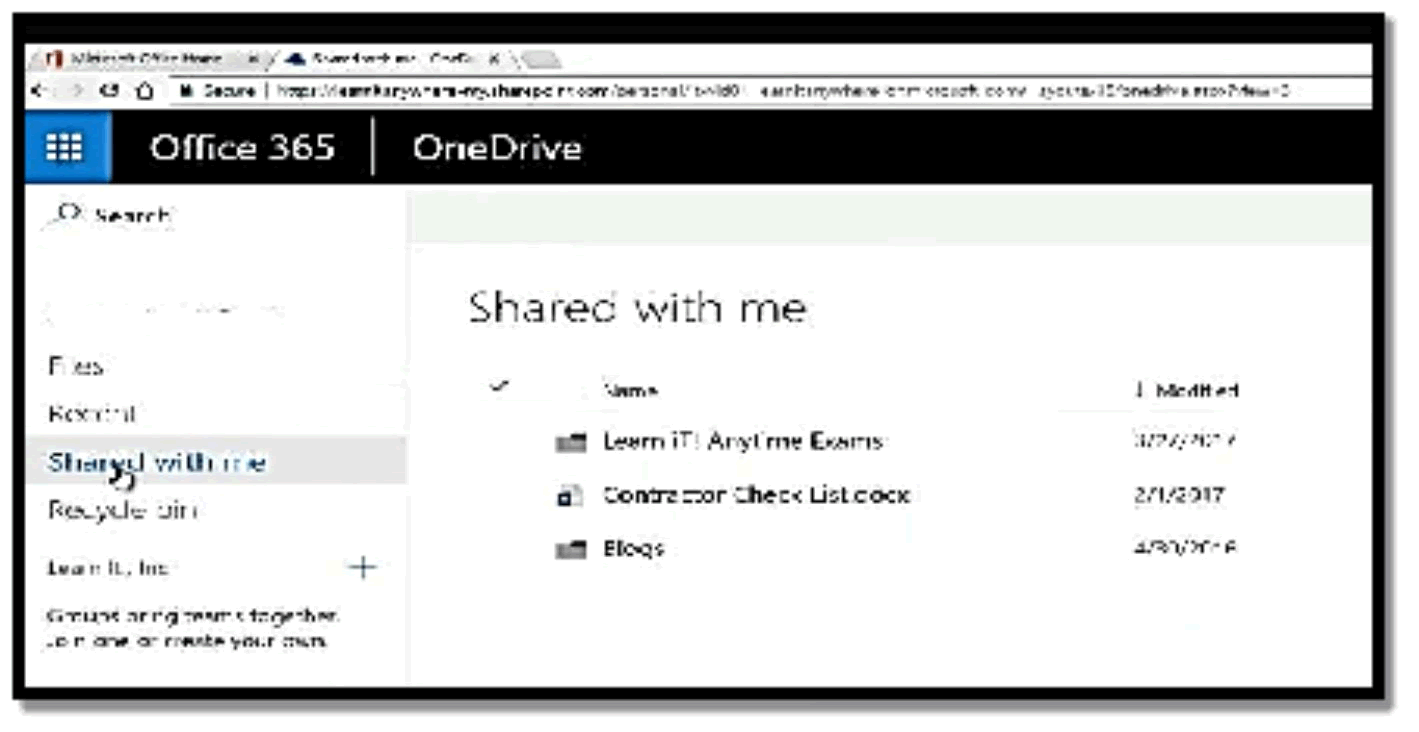 Microsoft Office Home
Shared with me - OneD
Secure | https://learnitanywhere-my.sharepoint.com/personal/
Office 365 | OneDrive
Search
Files
Recent
Shared with me
Recycle bin
Learn It, Inc
+
Groups bring teams together.
Join one or create your own.
Shared with me
Name ↓ Modified
Learn iT! Anytime Exams 3/27/2017
Contractor Check List.docx 2/1/2017
Blogs 4/30/2016